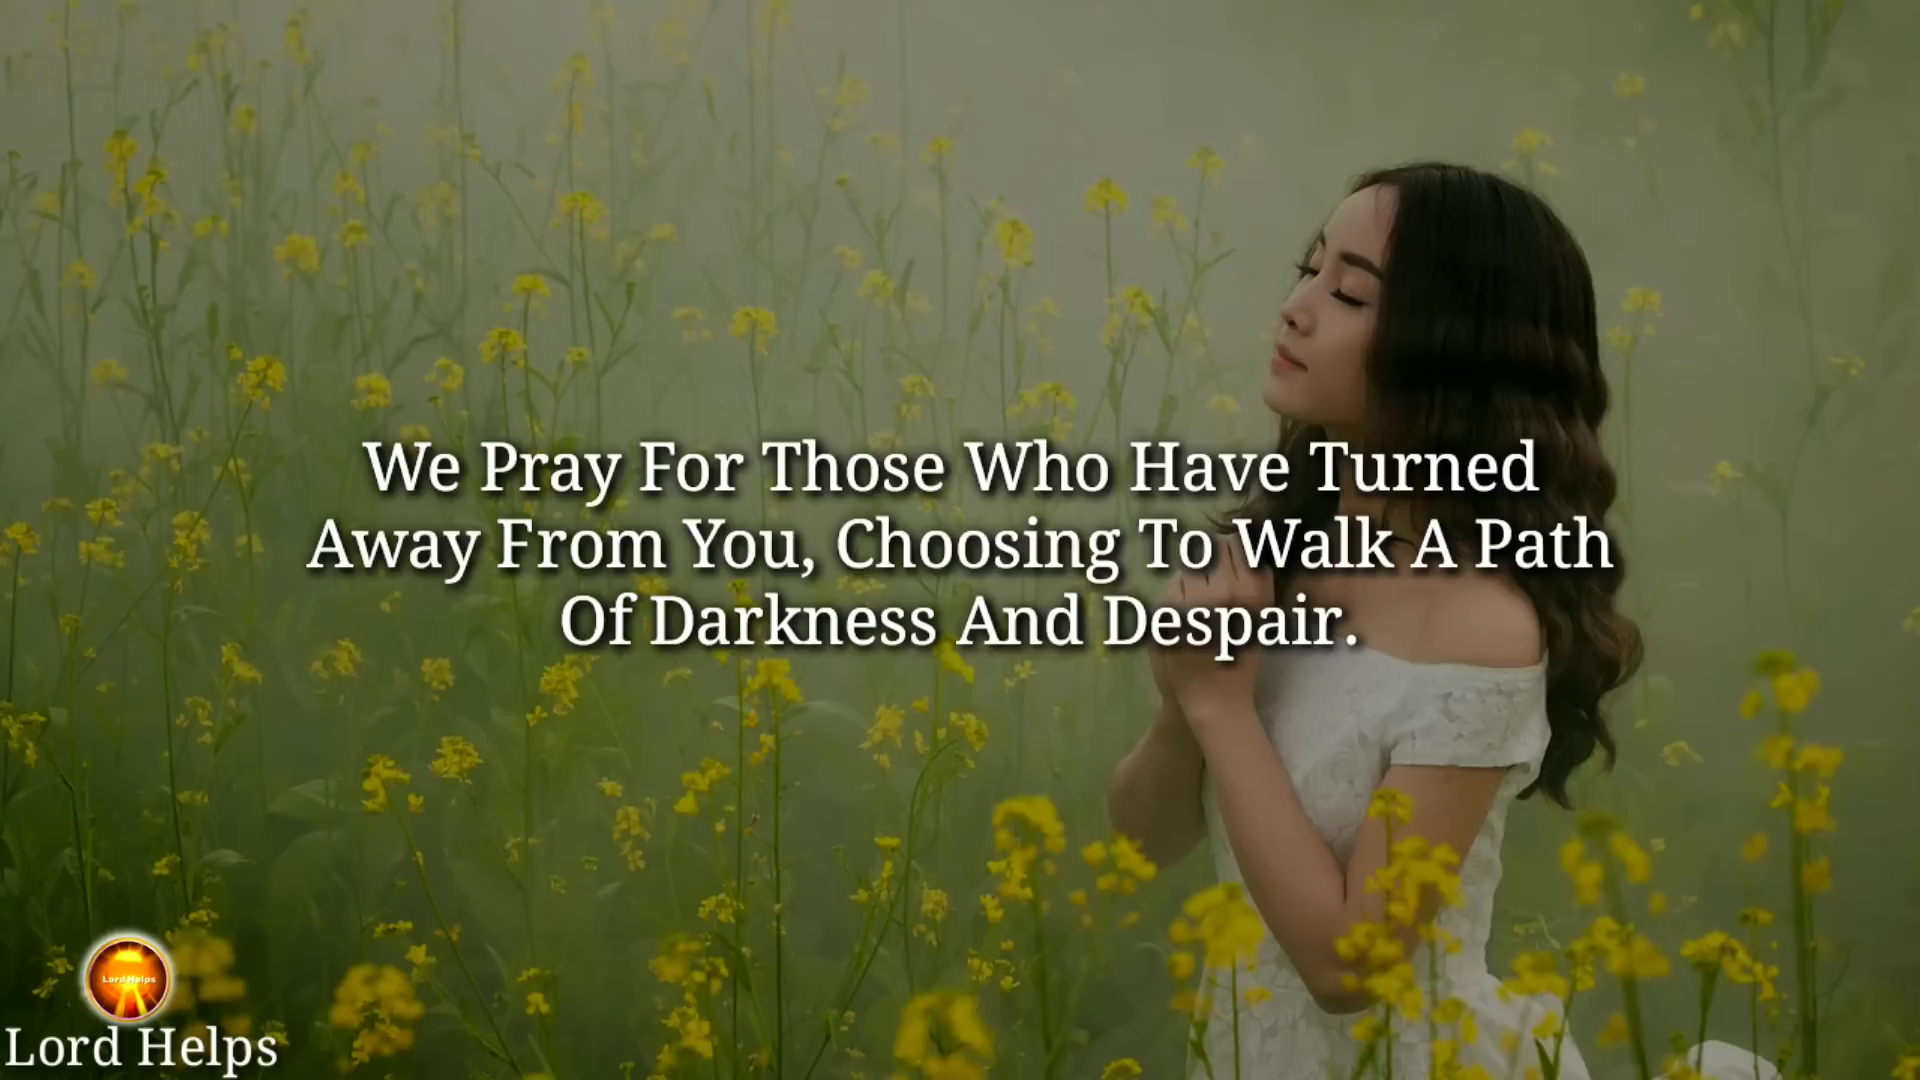 We Pray For Those Who Have Turned
Away From You, Choosing To Walk A Path
Of Darkness And Despair.
Lord Helps
Lord Helps